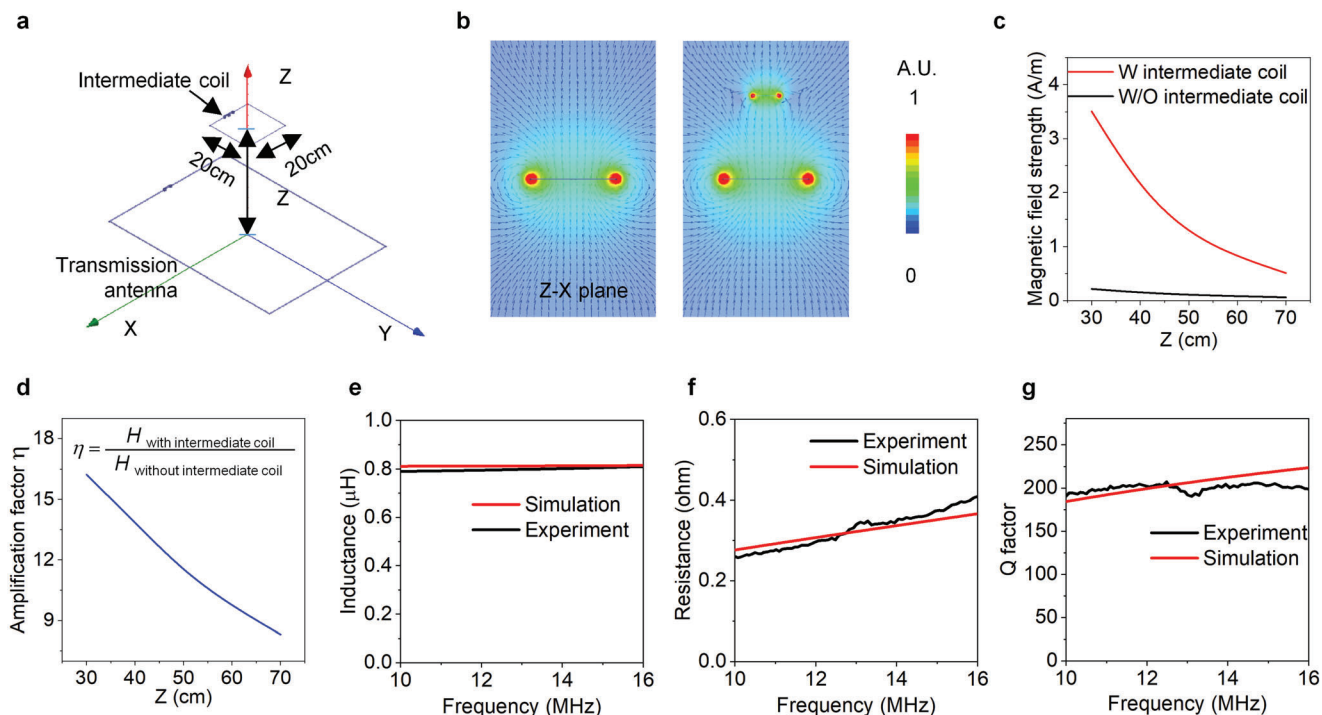 a
Intermediate coil
Z
20cm
20cm
Z
Transmission
antenna
X
Y
b
Z-X plane
A.U.
1
0
c
Magnetic field strength (A/m)
5
4
3
2
1
0
W intermediate coil
W/O intermediate coil
30 40 50 60 70
Z (cm)
d
Amplification factor η
18
15
12
9
η = H with intermediate coil / H without intermediate coil
30 40 50 60 70
Z (cm)
e
Inductance (μH)
1.0
0.8
0.6
0.4
0.2
0.0
Simulation
Experiment
10 12 14 16
Frequency (MHz)
f
Resistance (ohm)
0.6
0.4
0.2
0.0
Experiment
Simulation
10 12 14 16
Frequency (MHz)
g
Q factor
250
200
150
100
50
0
Experiment
Simulation
10 12 14 16
Frequency (MHz)